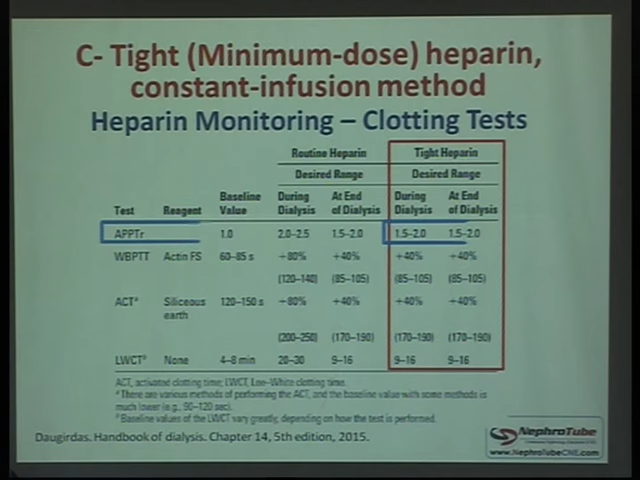 C- Tight (Minimum-dose) heparin,
constant-infusion method
Heparin Monitoring – Clotting Tests
Routine Heparin Tight Heparin
Desired Range Desired Range
Test Reagent Baseline Value During Dialysis At End of Dialysis During Dialysis At End of Dialysis
APPTr 1.0 2.0–2.5 1.5–2.0 1.5–2.0 1.5–2.0
WBPTT Actin FS 60–85 s +80% +40% +40% +40%
(120–140) (85–105) (85–105) (85–105)
ACTa Siliceous earth 120–150 s +80% +40% +40% +40%
(200–250) (170–190) (170–190) (170–190)
LWCTb None 4–8 min 20–30 9–16 9–16 9–16
ACT, activated clotting time; LWCT, Lee–White clotting time.
a There are various methods of performing the ACT, and the baseline value with some methods is
much lower (e.g., 90–120 sec).
b Baseline values of the LWCT vary greatly, depending on how the test is performed.
Daugirdas. Handbook of dialysis. Chapter 14, 5th edition, 2015.
NephroTube
www.NephroTubeCNE.com